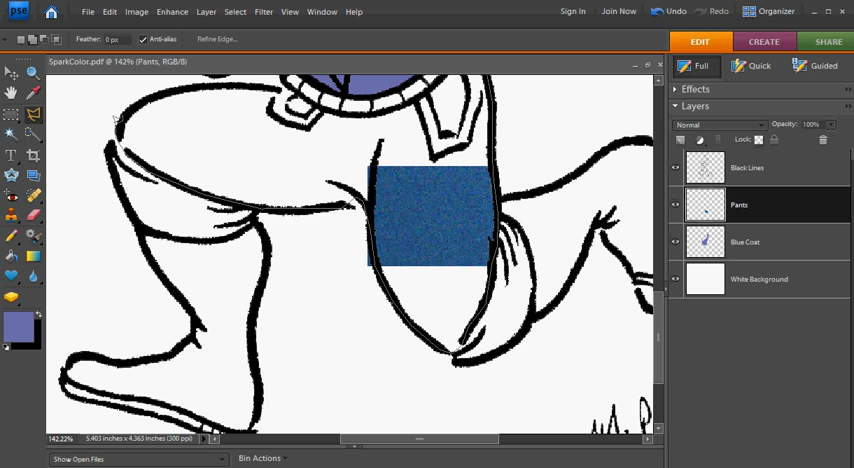 pse File Edit Image Enhance Layer Select Filter View Window Help Sign In Join Now Undo Redo Organizer
Feather: 0 px Anti-alias Refine Edge... EDIT CREATE SHARE
SparkColor.pdf @ 142% (Pants, RGB/8)
Full Quick Guided
Effects
Layers
Normal Opacity: 100%
Lock:
Black Lines
Pants
Blue Coat
White Background
142.22% 5.403 inches x 4.363 inches (300 ppi)
Show Open Files Bin Actions